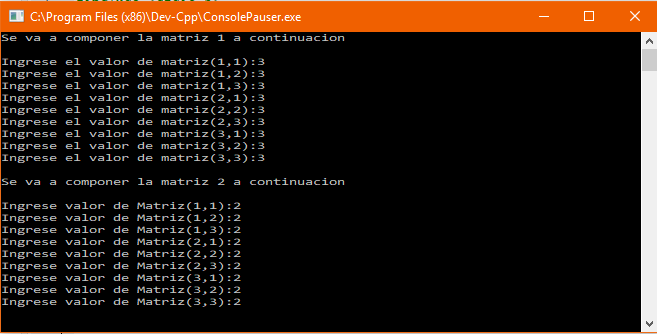 C:\Program Files (x86)\Dev-Cpp\ConsolePauser.exe
Se va a componer la matriz 1 a continuacion
Ingrese el valor de matriz(1,1):3
Ingrese el valor de matriz(1,2):3
Ingrese el valor de matriz(1,3):3
Ingrese el valor de matriz(2,1):3
Ingrese el valor de matriz(2,2):3
Ingrese el valor de matriz(2,3):3
Ingrese el valor de matriz(3,1):3
Ingrese el valor de matriz(3,2):3
Ingrese el valor de matriz(3,3):3
Se va a componer la matriz 2 a continuacion
Ingrese valor de Matriz(1,1):2
Ingrese valor de Matriz(1,2):2
Ingrese valor de Matriz(1,3):2
Ingrese valor de Matriz(2,1):2
Ingrese valor de Matriz(2,2):2
Ingrese valor de Matriz(2,3):2
Ingrese valor de Matriz(3,1):2
Ingrese valor de Matriz(3,2):2
Ingrese valor de Matriz(3,3):2